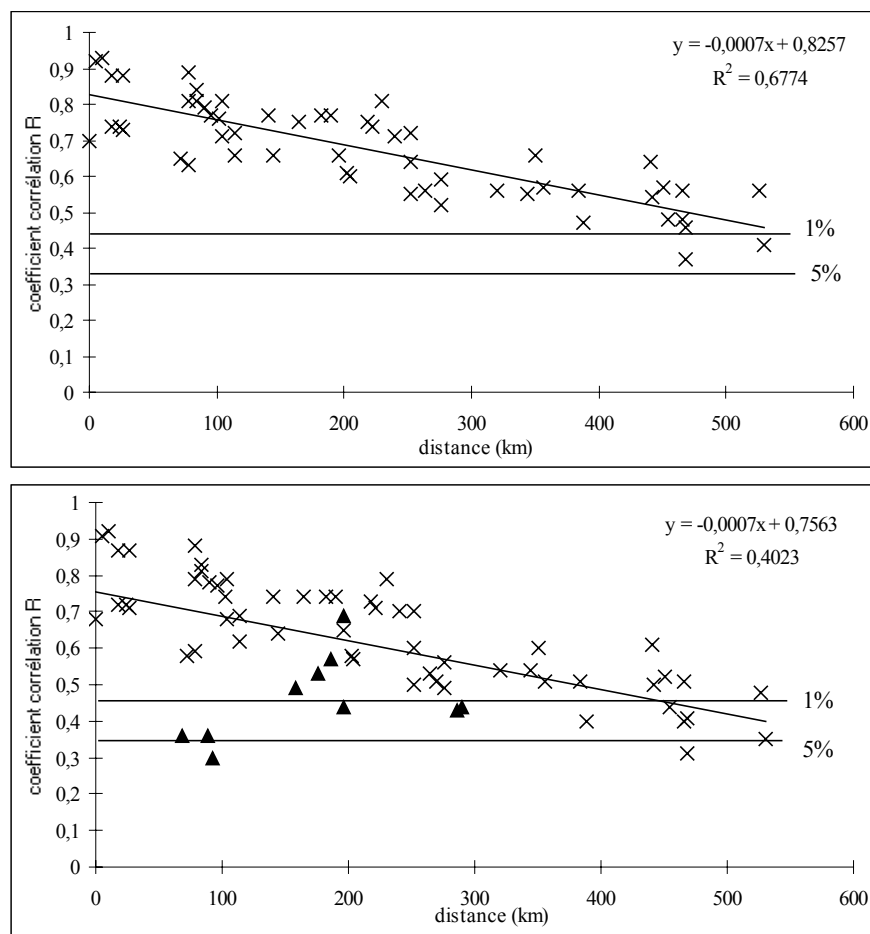 y = -0,0007x + 0,8257
R² = 0,6774
1
0,9
0,8
0,7
0,6
0,5
0,4
0,3
0,2
0,1
0
coefficient corrélation R
1%
5%
0 100 200 300 400 500 600
distance (km)
y = -0,0007x + 0,7563
R² = 0,4023
1
0,9
0,8
0,7
0,6
0,5
0,4
0,3
0,2
0,1
0
coefficient corrélation R
1%
5%
0 100 200 300 400 500 600
distance (km)